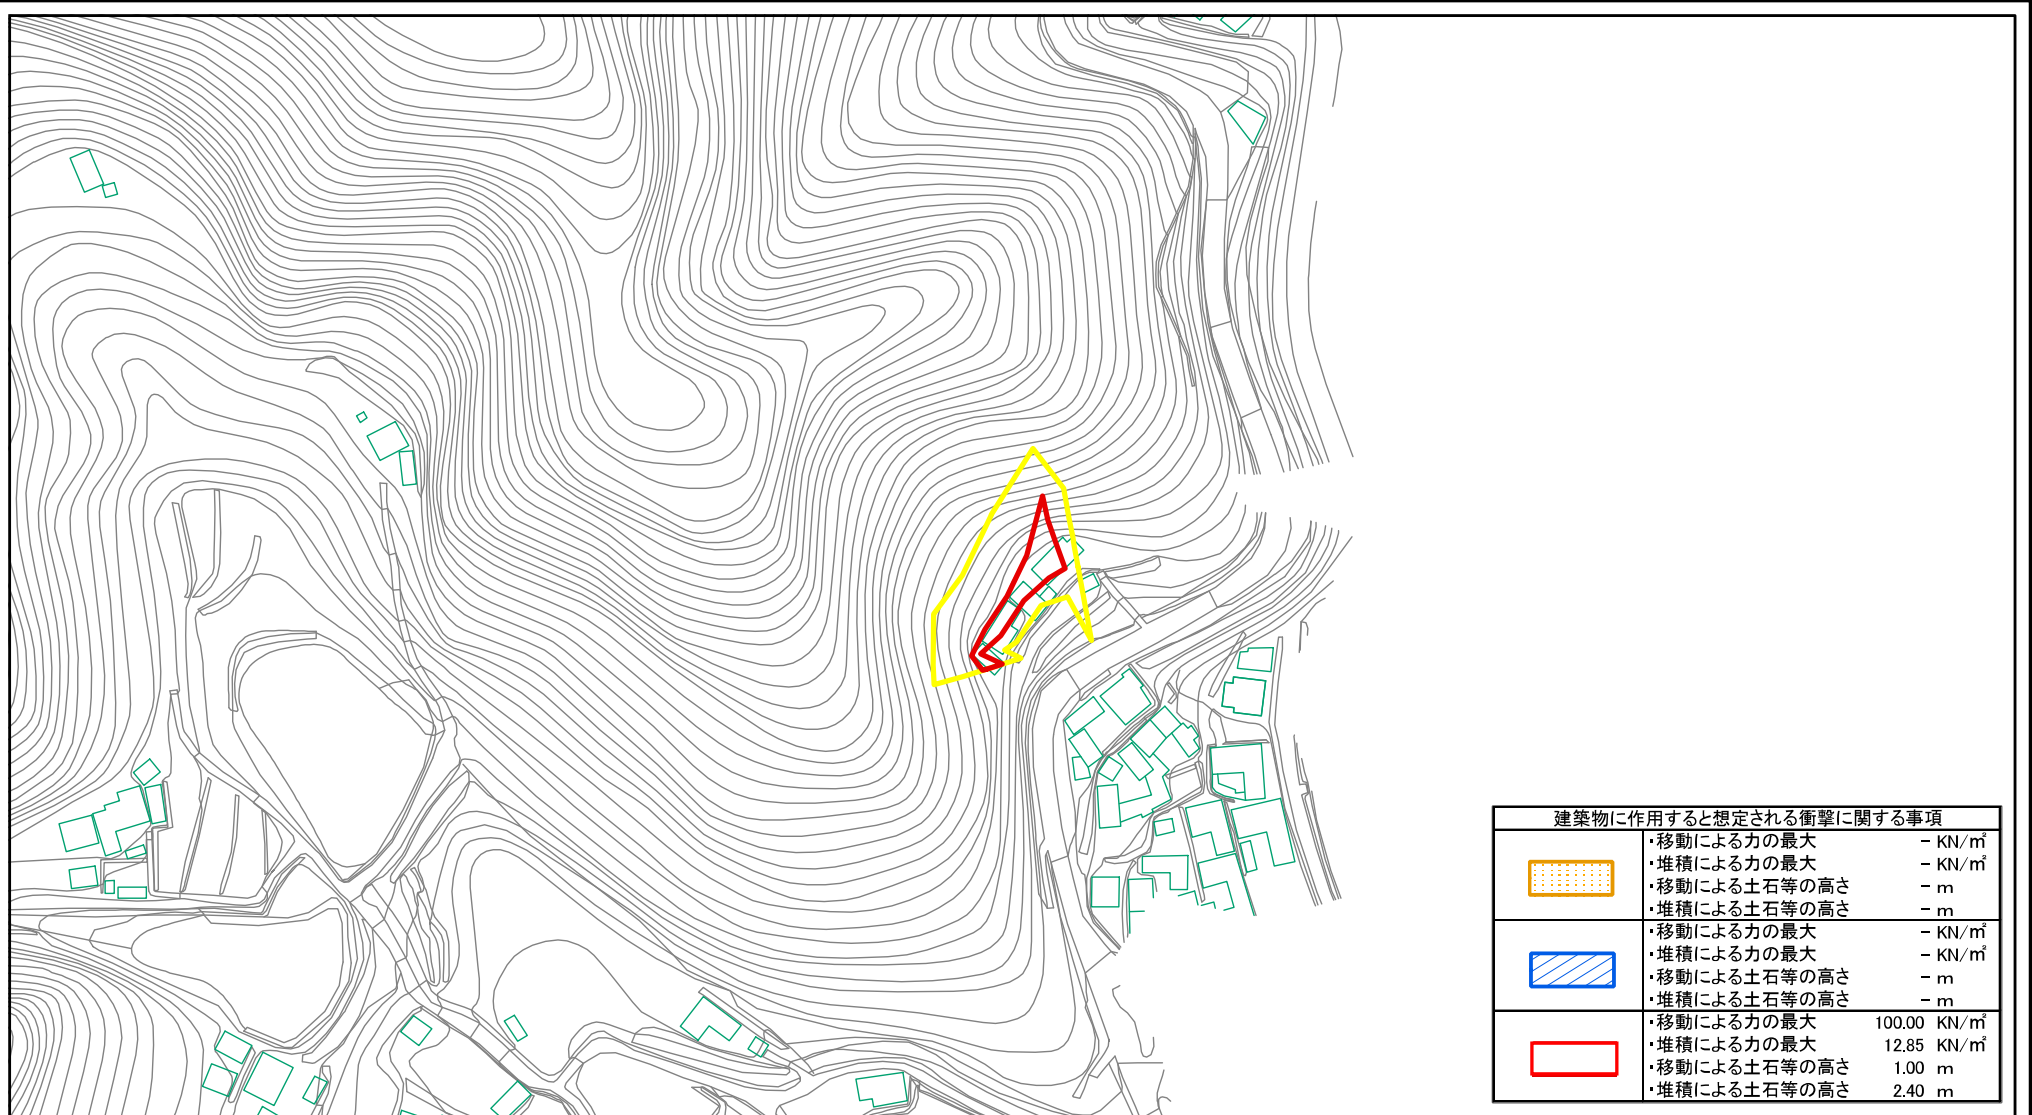 建築物に作用すると想定される衝撃に関する事項
・移動による力の最大 － KN/㎡
・堆積による力の最大 － KN/㎡
・移動による土石等の高さ － m
・堆積による土石等の高さ － m
・移動による力の最大 － KN/㎡
・堆積による力の最大 － KN/㎡
・移動による土石等の高さ － m
・堆積による土石等の高さ － m
・移動による力の最大 100.00 KN/㎡
・堆積による力の最大 12.85 KN/㎡
・移動による土石等の高さ 1.00 m
・堆積による土石等の高さ 2.40 m